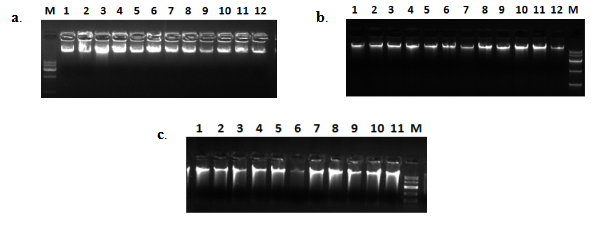 a.
M 1 2 3 4 5 6 7 8 9 10 11 12
b.
1 2 3 4 5 6 7 8 9 10 11 12 M
c.
1 2 3 4 5 6 7 8 9 10 11 M